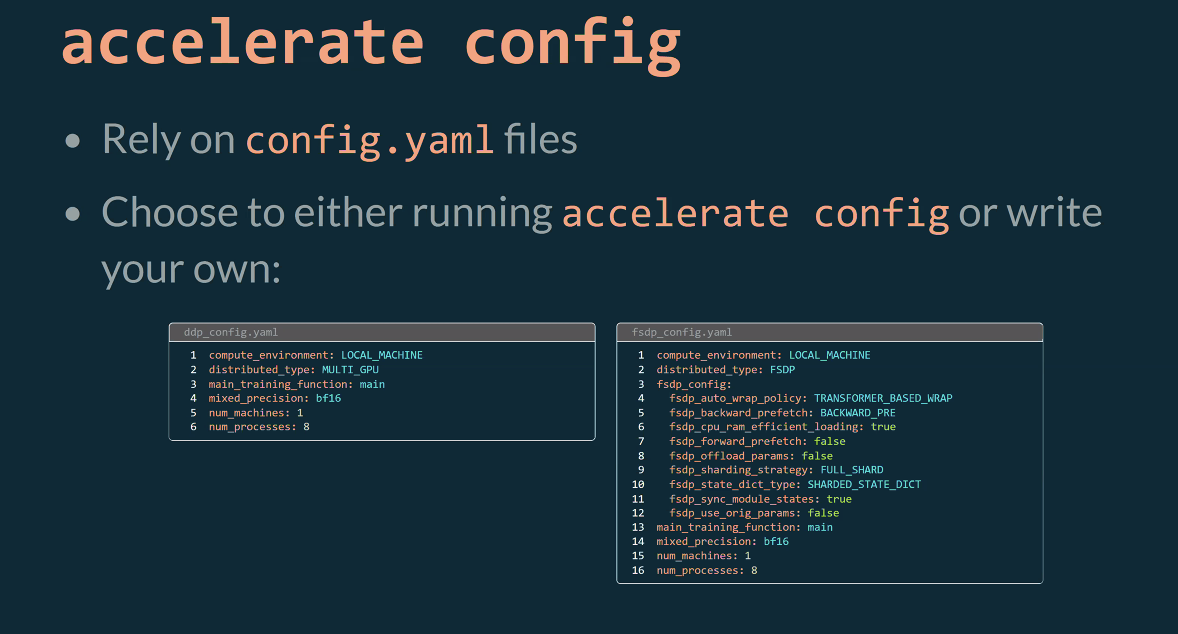 accelerate config
• Rely on config.yaml files
• Choose to either running accelerate config or write
your own:
ddp_config.yaml
1 compute_environment: LOCAL_MACHINE
2 distributed_type: MULTI_GPU
3 main_training_function: main
4 mixed_precision: bf16
5 num_machines: 1
6 num_processes: 8
fsdp_config.yaml
1 compute_environment: LOCAL_MACHINE
2 distributed_type: FSDP
3 fsdp_config:
4   fsdp_auto_wrap_policy: TRANSFORMER_BASED_WRAP
5   fsdp_backward_prefetch: BACKWARD_PRE
6   fsdp_cpu_ram_efficient_loading: true
7   fsdp_forward_prefetch: false
8   fsdp_offload_params: false
9   fsdp_sharding_strategy: FULL_SHARD
10   fsdp_state_dict_type: SHARDED_STATE_DICT
11   fsdp_sync_module_states: true
12   fsdp_use_orig_params: false
13 main_training_function: main
14 mixed_precision: bf16
15 num_machines: 1
16 num_processes: 8